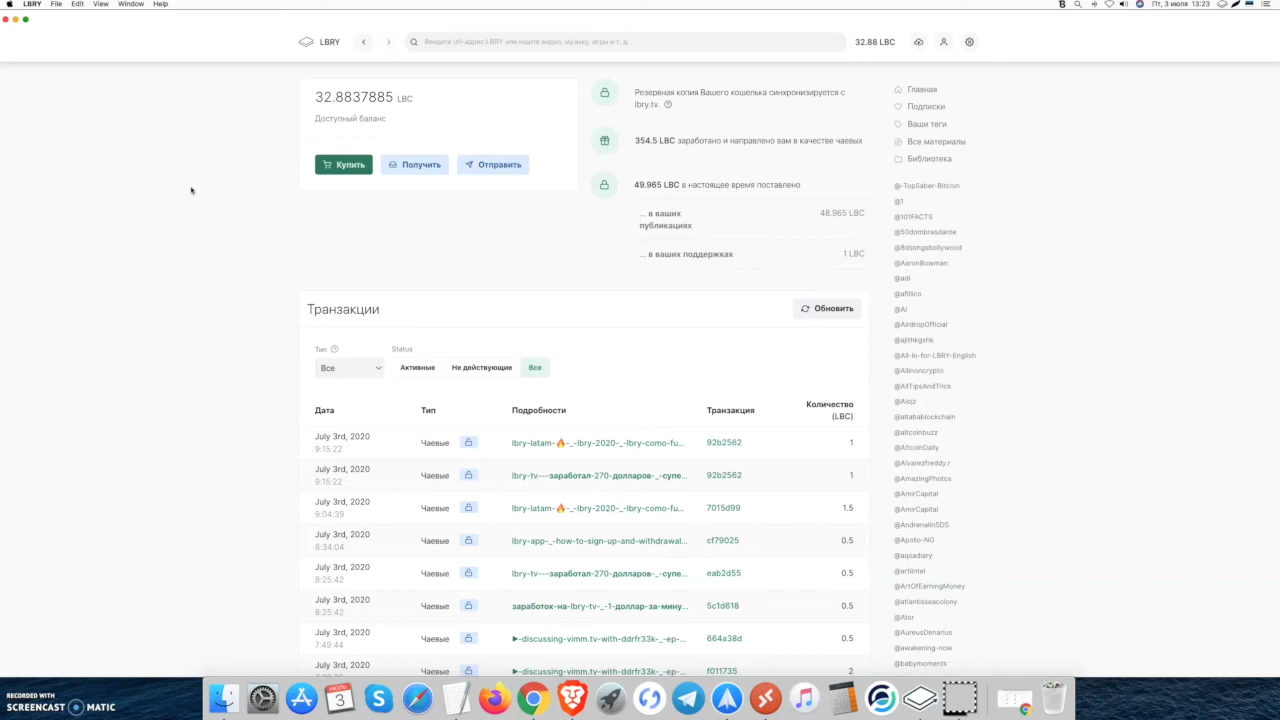 LBRY File Edit View Window Help
Пт, 3 июля 13:23
LBRY
Введите url-адрес LBRY или ищите видео, музыку, игры и т. д.
32.88 LBC
32.8837885 LBC
Доступный баланс
Купить
Получить
Отправить
Резервная копия Вашего кошелька синхронизируется с
lbry.tv.
354.5 LBC заработано и направлено вам в качестве чаевых
49.965 LBC в настоящее время поставлено
... в ваших
публикациях
48.965 LBC
... в ваших поддержках
1 LBC
Транзакции
Обновить
Тип
Status
Все
Активные
Не действующие
Все
Дата Тип Подробности Транзакция Количество
(LBC)
July 3rd, 2020
9:15:22
Чаевые lbry-latam-🔥-_-lbry-2020-_-lbry-como-fu... 92b2562 1
July 3rd, 2020
9:15:22
Чаевые lbry-tv---заработал-270-долларов-_-супе... 92b2562 1
July 3rd, 2020
9:04:39
Чаевые lbry-latam-🔥-_-lbry-2020-_-lbry-como-fu... 7015d99 1.5
July 3rd, 2020
8:34:04
Чаевые lbry-app-_-how-to-sign-up-and-withdrawal... cf79025 0.5
July 3rd, 2020
8:25:42
Чаевые lbry-tv---заработал-270-долларов-_-супе... eab2d55 0.5
July 3rd, 2020
8:25:42
Чаевые заработок-на-lbry-tv-_-1-доллар-за-мину... 5c1d618 0.5
July 3rd, 2020
7:49:44
Чаевые ►-discussing-vimm.tv-with-ddrfr33k-_-ep-... 664a38d 0.5
July 3rd, 2020
Чаевые ►-discussing-vimm.tv-with-ddrfr33k-_-ep-... f011735 2
Главная
Подписки
Ваши теги
Все материалы
Библиотека
@-TopSaber-Bitcoin
@1
@101FACTS
@50dombrasdante
@8dsongsbollywood
@AaronBowman
@adi
@afillico
@AI
@AirdropOfficial
@ajithkgshk
@All-In-for-LBRY-English
@Allinoncrypto
@AllTipsAndTrick
@Alojz
@altabablockchain
@altcoinbuzz
@AltcoinDaily
@Alvarezfreddy.r
@AmazingPhotos
@AmirCapital
@AmirCapital
@AndrenalinSDS
@Apollo-NG
@aqsadiary
@artiintel
@ArtOfEarningMoney
@atlantisseacolony
@Ator
@AureusDenarius
@awakening-now
@babymoments
ИЮЛЬ
3
RECORDED WITH
SCREENCAST MATIC